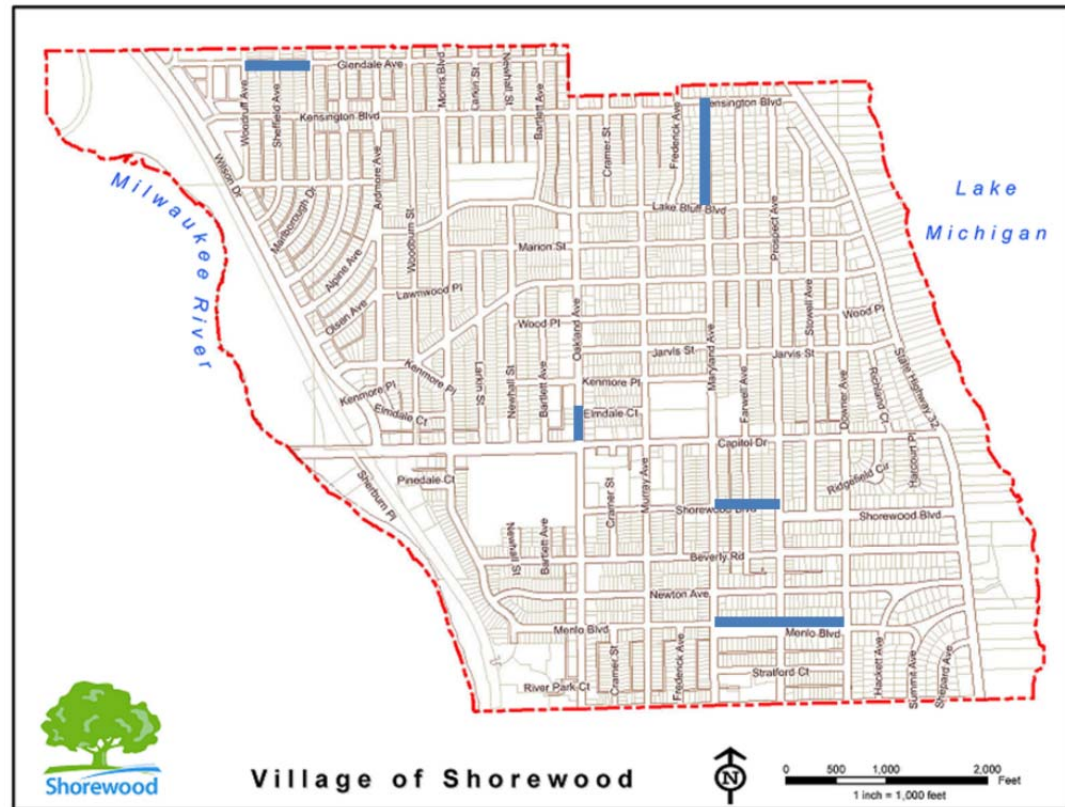 Glendale Ave
Woodruff Ave
Sheffield Ave
Morris Blvd
Larkin St
Newhall St
Bartlett Ave
Kensington Blvd
Kensington Blvd
Frederick Ave
Cramer St
Wilson Dr
Ardmore Ave
Marlborough Dr
Lake Bluff Blvd
Lake
Michigan
Milwaukee River
Woodburn St
Alpine Ave
Marion St
Prospect Ave
Lawnwood Pl
Olsen Ave
Wood Pl
Oakland Ave
Stowell Ave
Wood Pl
Maryland Ave
Jarvis St
Jarvis St
State Highway 32
Kenmore Pl
Kenmore Pl
Larkin St
Newhall St
Bartlett Ave
Kenmore Pl
Farwell Ave
Downer Ave
Richland Ct
Elmdale Ct
Elmdale Ct
Capitol Dr
Harcourt Pl
Pinedale Ct
Sherburn Pl
Cramer St
Murray Ave
Ridgefield Cir
Shorewood Blvd
Shorewood Blvd
Newhall St
Bartlett Ave
Beverly Rd
Newton Ave
Menlo Blvd
Menlo Blvd
Cramer St
Frederick Ave
Stratford Ct
Hackett Ave
Summit Ave
Shepard Ave
River Park Ct
Shorewood
Village of Shorewood
N
0 500 1,000 2,000
Feet
1 inch = 1,000 feet